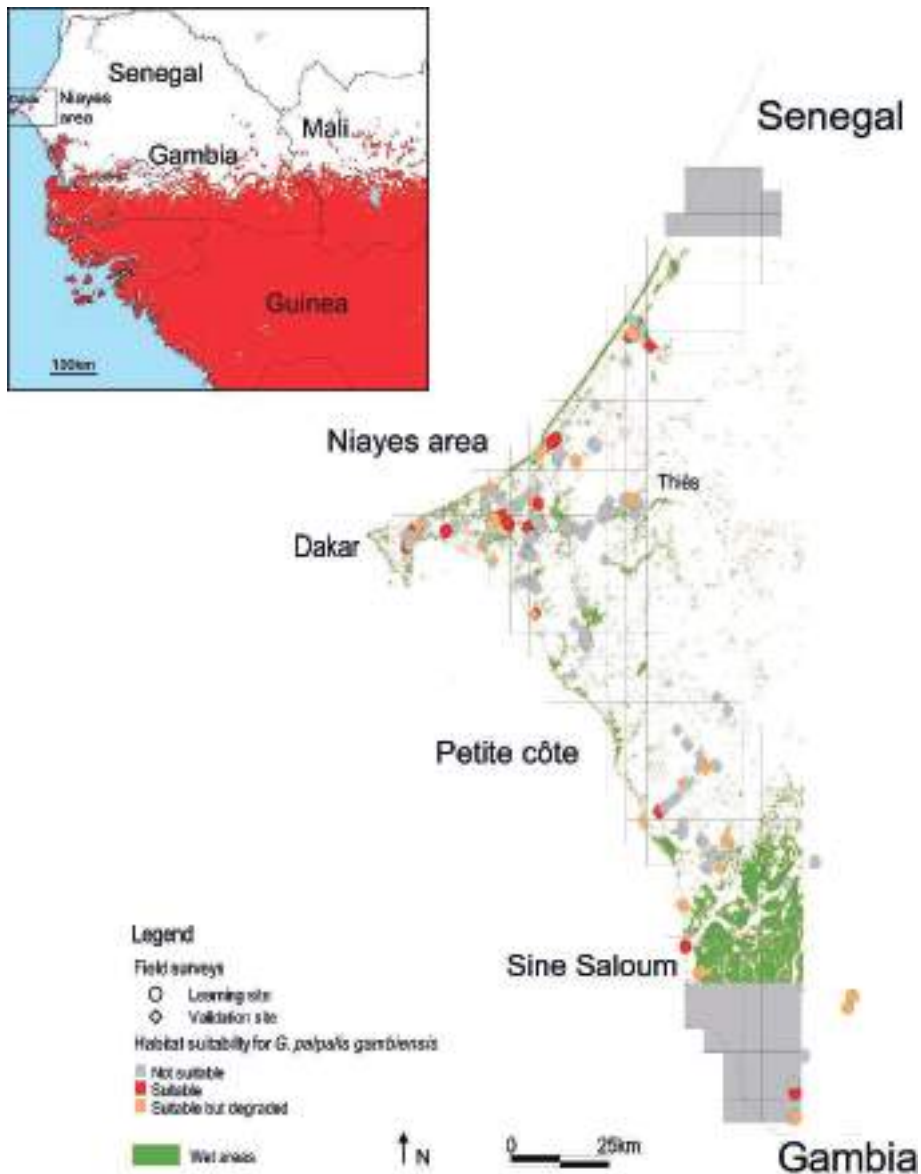 Senegal
Niayes
area
Mali
Gambia
Guinea
100km
Senegal
Niayes area
Thiés
Dakar
Petite côte
Sine Saloum
Legend
Field surveys
Learning site
Validation site
Habitat suitability for G. palpalis gambiensis
Not suitable
Suitable
Suitable but degraded
Wet areas
N
0 25km
Gambia